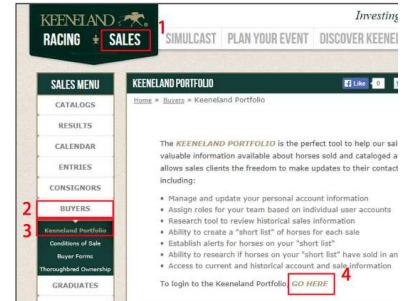 KEENELAND
Investing
RACING SALES 1 SIMULCAST PLAN YOUR EVENT DISCOVER KEENEL
SALES MENU
CATALOGS
RESULTS
CALENDAR
ENTRIES
CONSIGNORS
2 BUYERS
3 Keeneland Portfolio
Conditions of Sale
Buyer Forms
Thoroughbred Ownership
GRADUATES
KEENELAND PORTFOLIO
Like 0
Home » Buyers » Keeneland Portfolio
The KEENELAND PORTFOLIO is the perfect tool to help our sal
valuable information available about horses sold and cataloged a
allows sales clients the freedom to make updates to their contact
including:
• Manage and update your personal account information
• Assign roles for your team based on individual user accounts
• Research tool to review historical sales information
• Ability to create a "short list" of horses for each sale
• Establish alerts for horses on your "short list"
• Ability to research if horses on your "short list" have sold in an
• Access to current and historical account and sale information
4
To login to the Keeneland Portfolio, GO HERE